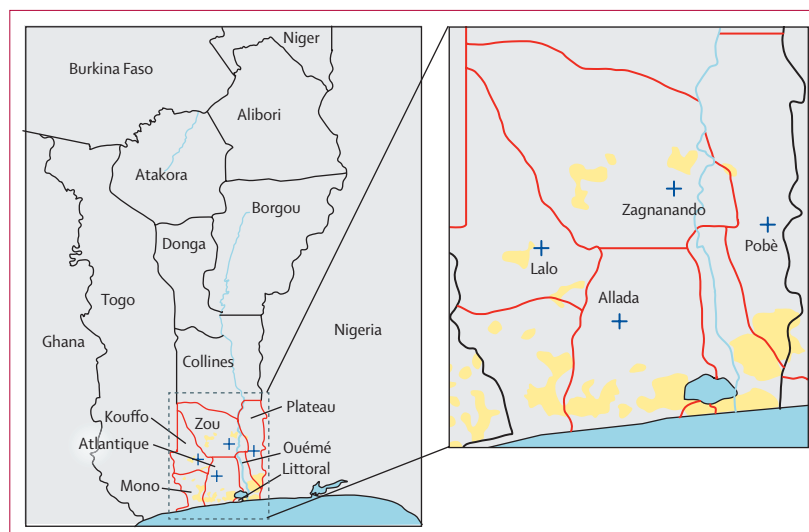 Niger
Burkina Faso
Alibori
Atakora
Borgou
Donga
Togo
Ghana
Nigeria
Collines
Kouffo
Zou
Plateau
Atlantique
Ouémé
Littoral
Mono
Zagnanando
Pobè
Lalo
Allada